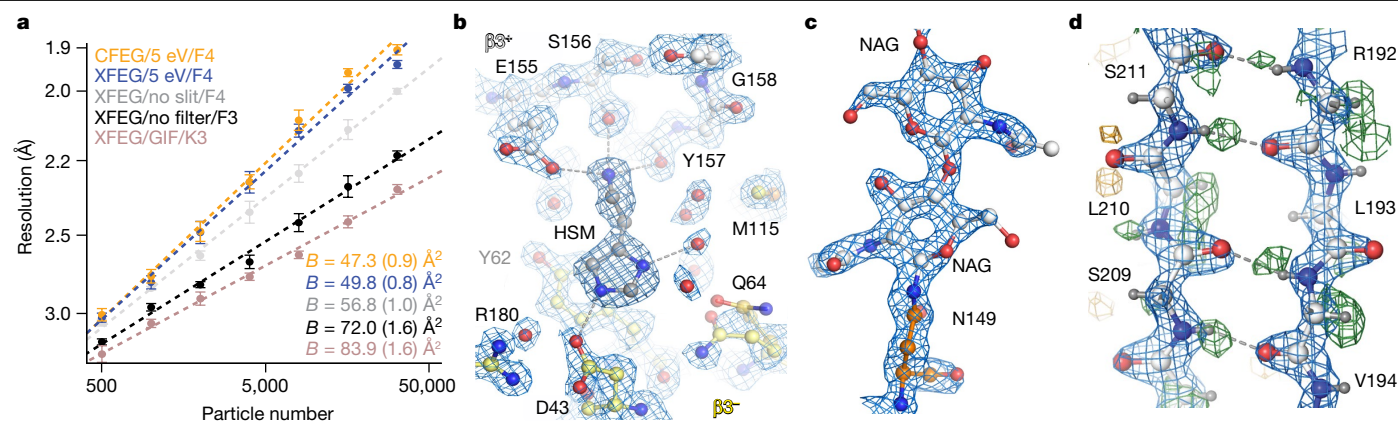 a
Resolution (Å)
1.9
2.0
2.2
2.5
3.0
CFEG/5 eV/F4
XFEG/5 eV/F4
XFEG/no slit/F4
XFEG/no filter/F3
XFEG/GIF/K3
B = 47.3 (0.9) Å²
B = 49.8 (0.8) Å²
B = 56.8 (1.0) Å²
B = 72.0 (1.6) Å²
B = 83.9 (1.6) Å²
500
5,000
50,000
Particle number
b
β3⁺
S156
E155
G158
Y157
HSM
M115
Y62
Q64
R180
D43
β3⁻
c
NAG
NAG
N149
d
R192
S211
L193
L210
S209
V194